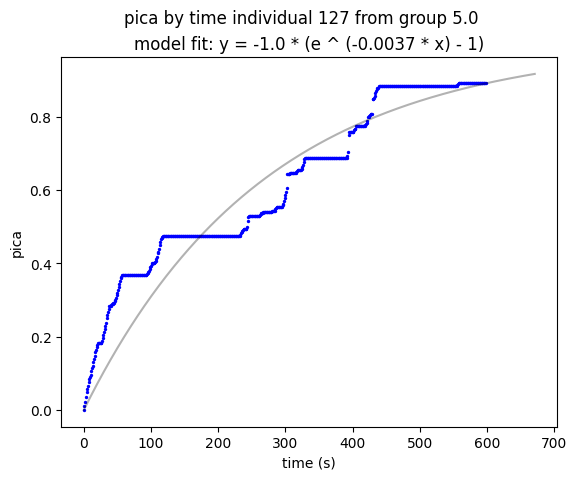 pica by time individual 127 from group 5.0
model fit: y = -1.0 * (e ^ (-0.0037 * x) - 1)
0.8
0.6
0.4
0.2
0.0
pica
0 100 200 300 400 500 600 700
time (s)